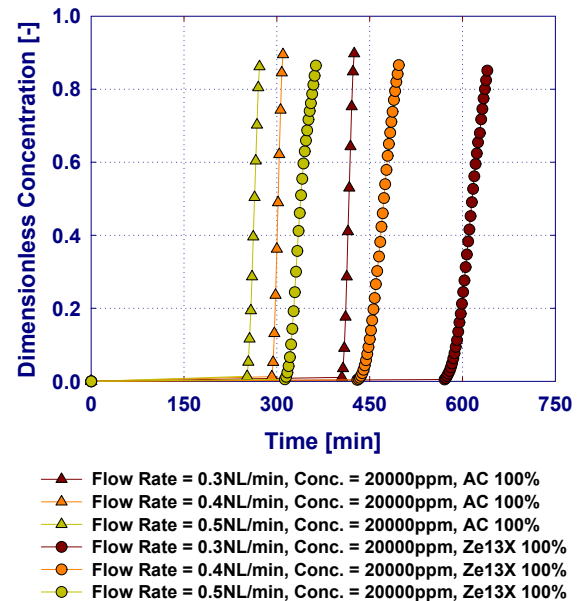 Dimensionless Concentration [-]
1.0
0.8
0.6
0.4
0.2
0.0
0 150 300 450 600 750
Time [min]
Flow Rate = 0.3NL/min, Conc. = 20000ppm, AC 100%
Flow Rate = 0.4NL/min, Conc. = 20000ppm, AC 100%
Flow Rate = 0.5NL/min, Conc. = 20000ppm, AC 100%
Flow Rate = 0.3NL/min, Conc. = 20000ppm, Ze13X 100%
Flow Rate = 0.4NL/min, Conc. = 20000ppm, Ze13X 100%
Flow Rate = 0.5NL/min, Conc. = 20000ppm, Ze13X 100%